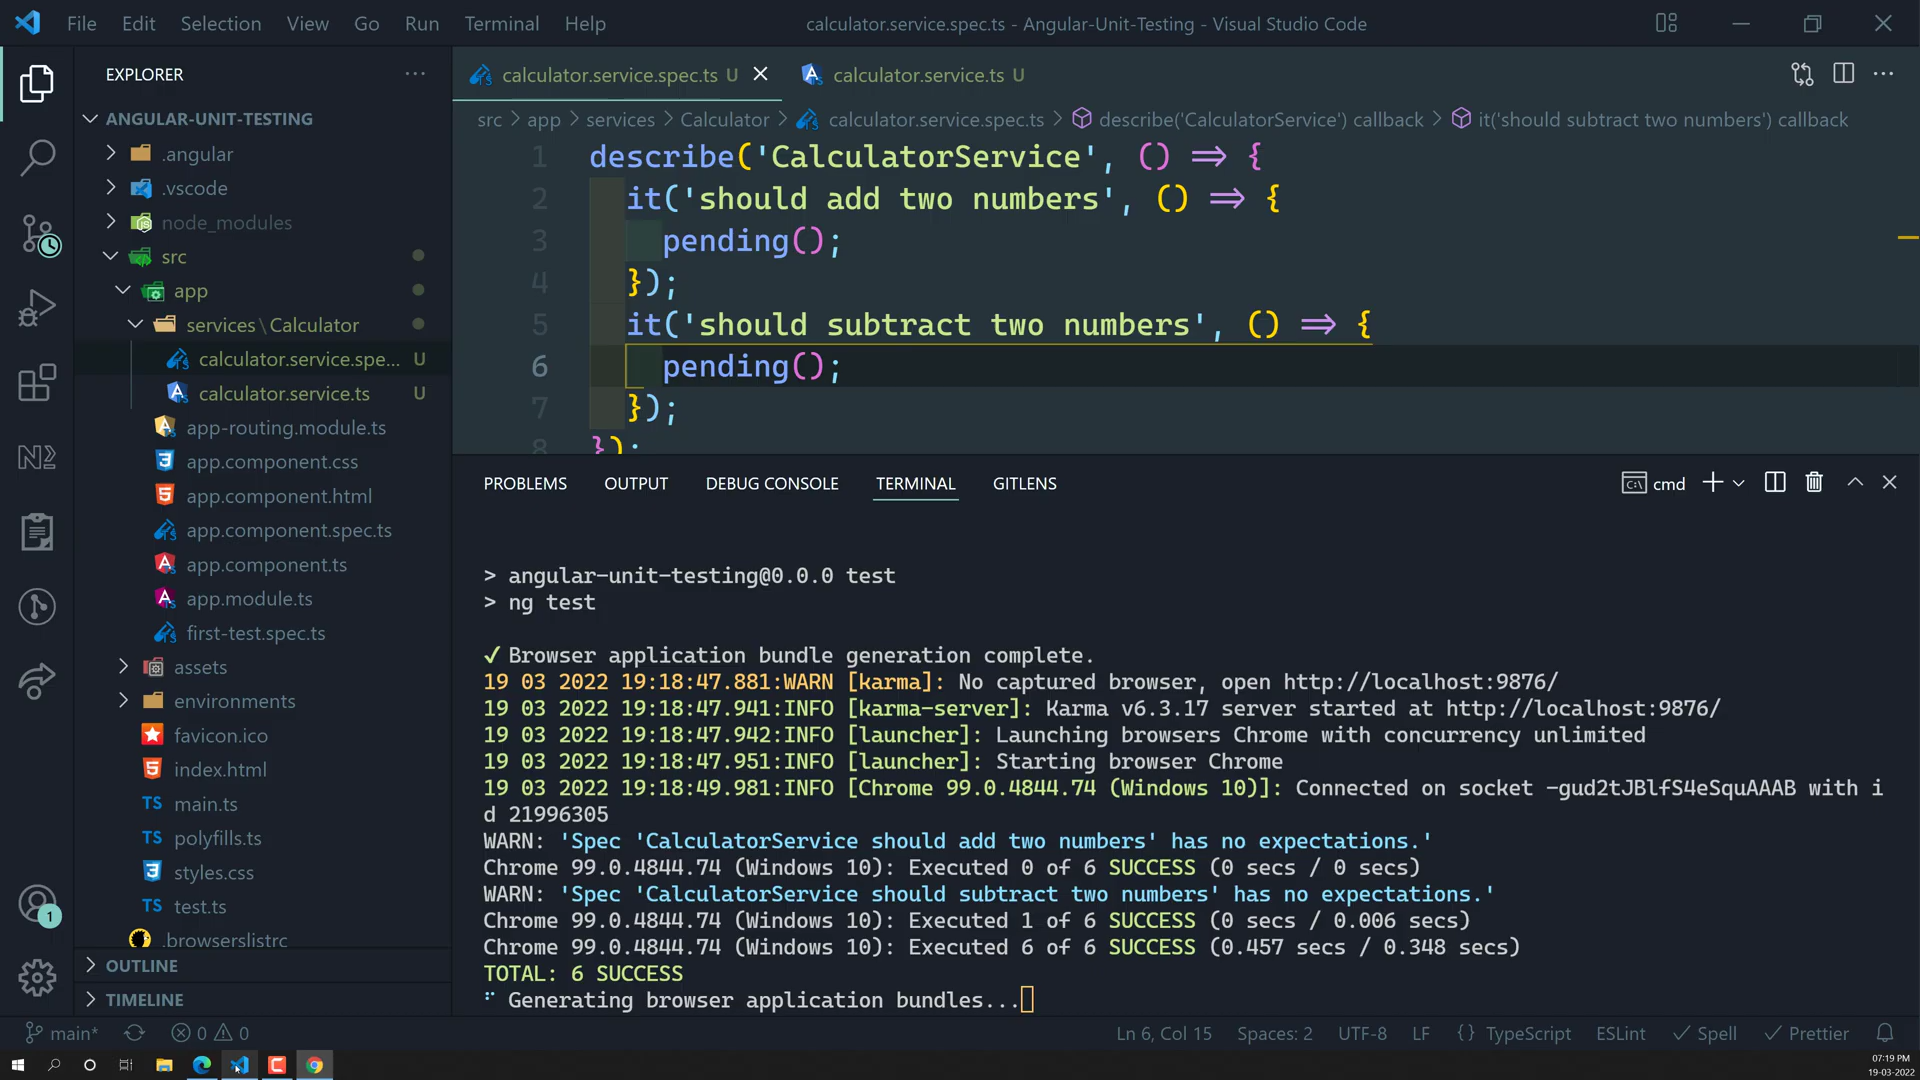 File Edit Selection View Go Run Terminal Help
calculator.service.spec.ts - Angular-Unit-Testing - Visual Studio Code
EXPLORER
ANGULAR-UNIT-TESTING
.angular
.vscode
node_modules
src
app
services \ Calculator
calculator.service.spe... U
calculator.service.ts U
app-routing.module.ts
app.component.css
app.component.html
app.component.spec.ts
app.component.ts
app.module.ts
first-test.spec.ts
assets
environments
favicon.ico
index.html
TS main.ts
TS polyfills.ts
styles.css
TS test.ts
.browserslistrc
OUTLINE
TIMELINE
calculator.service.spec.ts U calculator.service.ts U
src > app > services > Calculator > calculator.service.spec.ts > describe('CalculatorService') callback > it('should subtract two numbers') callback
1 describe('CalculatorService', () => {
2 it('should add two numbers', () => {
3 pending();
4 });
5 it('should subtract two numbers', () => {
6 pending();
7 });
8 });
PROBLEMS OUTPUT DEBUG CONSOLE TERMINAL GITLENS
cmd
> angular-unit-testing@0.0.0 test
> ng test
✓ Browser application bundle generation complete.
19 03 2022 19:18:47.881:WARN [karma]: No captured browser, open http://localhost:9876/
19 03 2022 19:18:47.941:INFO [karma-server]: Karma v6.3.17 server started at http://localhost:9876/
19 03 2022 19:18:47.942:INFO [launcher]: Launching browsers Chrome with concurrency unlimited
19 03 2022 19:18:47.951:INFO [launcher]: Starting browser Chrome
19 03 2022 19:18:49.981:INFO [Chrome 99.0.4844.74 (Windows 10)]: Connected on socket -gud2tJBlfS4eSquAAAB with i
d 21996305
WARN: 'Spec 'CalculatorService should add two numbers' has no expectations.'
Chrome 99.0.4844.74 (Windows 10): Executed 0 of 6 SUCCESS (0 secs / 0 secs)
WARN: 'Spec 'CalculatorService should subtract two numbers' has no expectations.'
Chrome 99.0.4844.74 (Windows 10): Executed 1 of 6 SUCCESS (0 secs / 0.006 secs)
Chrome 99.0.4844.74 (Windows 10): Executed 6 of 6 SUCCESS (0.457 secs / 0.348 secs)
TOTAL: 6 SUCCESS
Generating browser application bundles...
1
main* 0 0 Ln 6, Col 15 Spaces: 2 UTF-8 LF {} TypeScript ESLint ✓ Spell ✓ Prettier
07:19 PM
19-03-2022